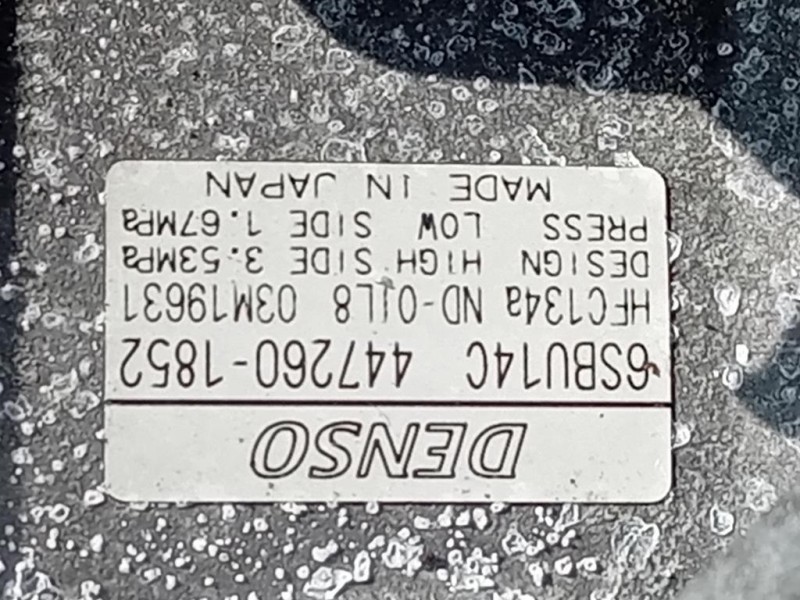 DENSO
6SBU14C 447260-1852
HFC134a ND-OIL8 03M19631
DESIGN HIGH SIDE 3.53MPa
PRESS LOW SIDE 1.67MPa
MADE IN JAPAN